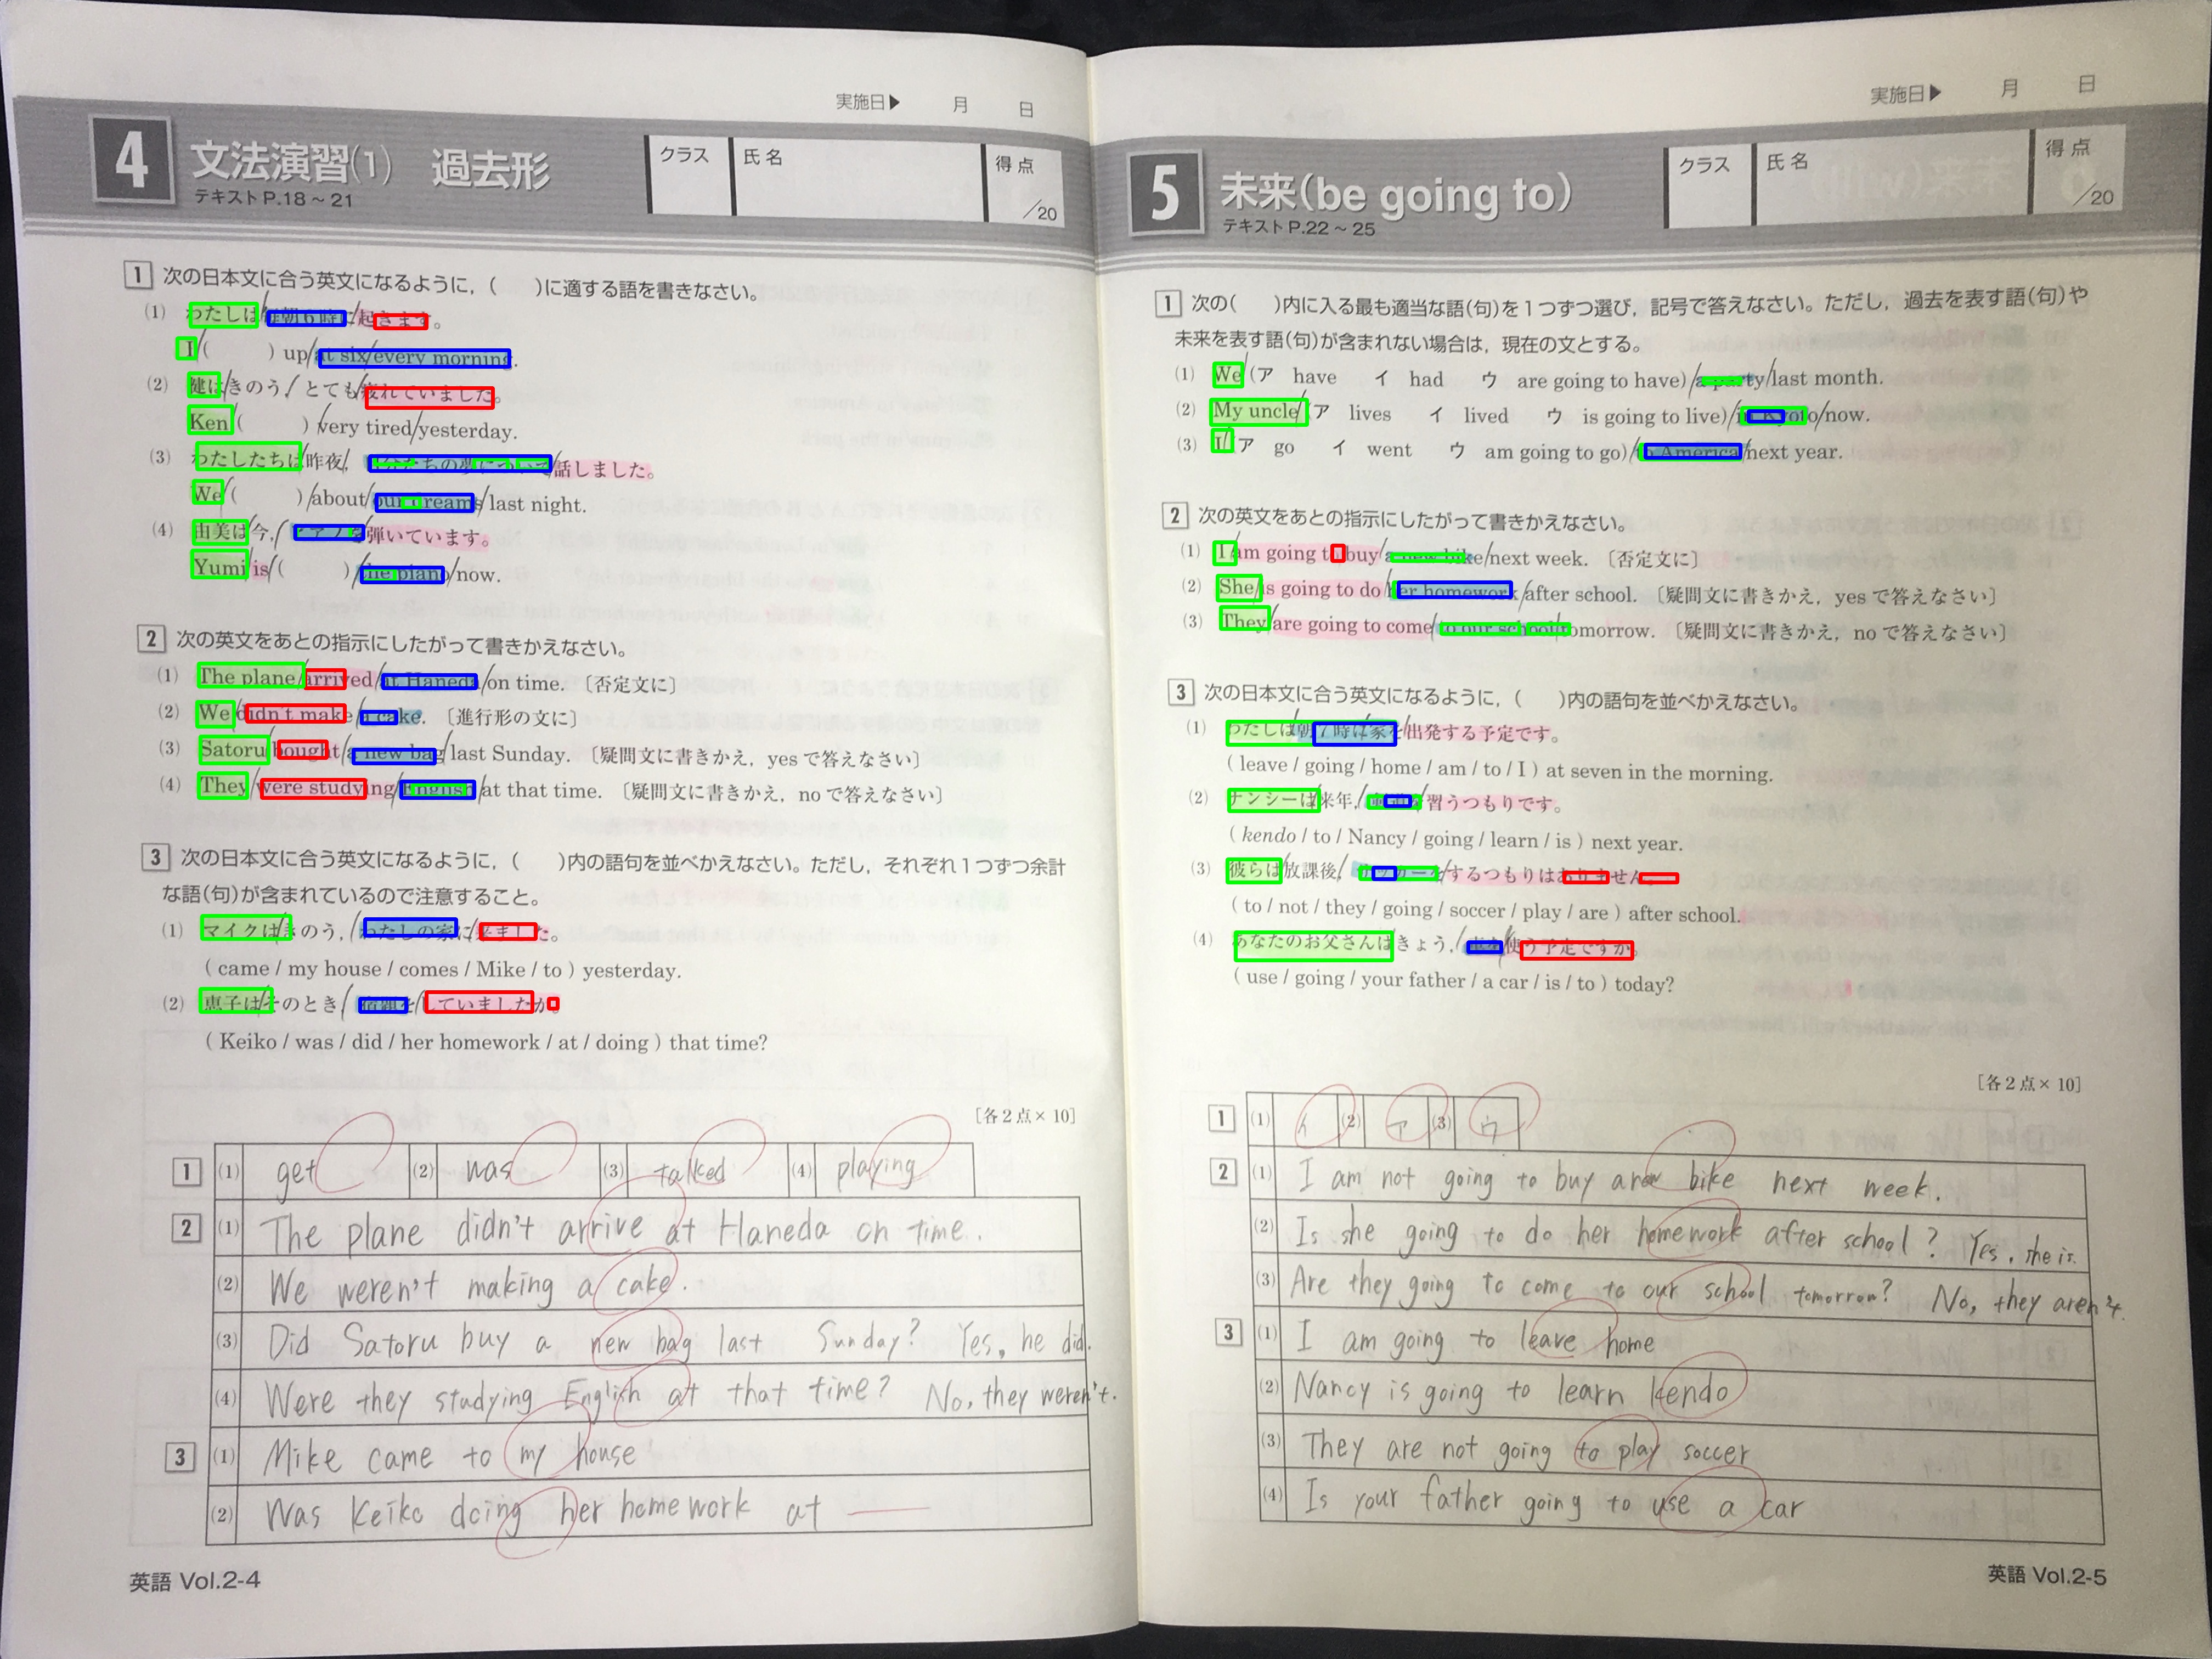 実施日▶ 月 日
4 文法演習(1) 過去形
テキストP.18～21
クラス 氏名 得点 /20
1 次の日本文に合う英文になるように，( )に適する語を書きなさい。
(1) わたしは/毎朝6時に/起きます。
I/( ) up/at six/every morning.
(2) 健は/きのう/とても/疲れていました。
Ken/( )/very tired/yesterday.
(3) わたしたちは/昨夜/，自分たちの夢について/話しました。
We/( )/about/our dreams/last night.
(4) 由美は/今，/ピアノを/弾いています。
Yumi/is/( )/the piano/now.
2 次の英文をあとの指示にしたがって書きかえなさい。
(1) The plane/arrived/at Haneda/on time. 〔否定文に〕
(2) We/didn't make/a cake. 〔進行形の文に〕
(3) Satoru/bought/a new bag/last Sunday. 〔疑問文に書きかえ，yesで答えなさい〕
(4) They/were studying/English/at that time. 〔疑問文に書きかえ，noで答えなさい〕
3 次の日本文に合う英文になるように，( )内の語句を並べかえなさい。ただし，それぞれ1つずつ余計
な語(句)が含まれているので注意すること。
(1) マイクは/きのう，/わたしの家に/来ました。
( came / my house / comes / Mike / to ) yesterday.
(2) 恵子は/そのとき/宿題を/していましたか。
( Keiko / was / did / her homework / at / doing ) that time?
[各2点×10]
1 (1) get (2) was (3) talked (4) playing
2 (1) The plane didn't arrive at Haneda on time.
(2) We weren't making a cake.
(3) Did Satoru buy a new bag last Sunday? Yes, he did.
(4) Were they studying English at that time? No, they weren't.
3 (1) Mike came to my house
(2) Was Keiko doing her homework at
英語 Vol.2-4
実施日▶ 月 日
5 未来(be going to)
テキストP.22～25
クラス 氏名 得点 /20
1 次の( )内に入る最も適当な語(句)を1つずつ選び，記号で答えなさい。ただし，過去を表す語(句)や
未来を表す語(句)が含まれない場合は，現在の文とする。
(1) We/(ア have イ had ウ are going to have)/a party/last month.
(2) My uncle/(ア lives イ lived ウ is going to live)/in Kyoto/now.
(3) I/(ア go イ went ウ am going to go)/to America/next year.
2 次の英文をあとの指示にしたがって書きかえなさい。
(1) I/am going to buy/a new bike/next week. 〔否定文に〕
(2) She/is going to do/her homework/after school. 〔疑問文に書きかえ，yesで答えなさい〕
(3) They/are going to come/to our school/tomorrow. 〔疑問文に書きかえ，noで答えなさい〕
3 次の日本文に合う英文になるように，( )内の語句を並べかえなさい。
(1) わたしは/朝7時に/家を/出発する予定です。
( leave / going / home / am / to / I ) at seven in the morning.
(2) ナンシーは/来年，/剣道を/習うつもりです。
( kendo / to / Nancy / going / learn / is ) next year.
(3) 彼らは/放課後/サッカーを/するつもりはありません。
( to / not / they / going / soccer / play / are ) after school.
(4) あなたのお父さんは/きょう，/車を/使う予定ですか。
( use / going / your father / a car / is / to ) today?
[各2点×10]
1 (1) イ (2) ア (3) ウ
2 (1) I am not going to buy a new bike next week.
(2) Is she going to do her homework after school? Yes, she is.
(3) Are they going to come to our school tomorrow? No, they aren't.
3 (1) I am going to leave home
(2) Nancy is going to learn kendo
(3) They are not going to play soccer
(4) Is your father going to use a car
英語 Vol.2-5